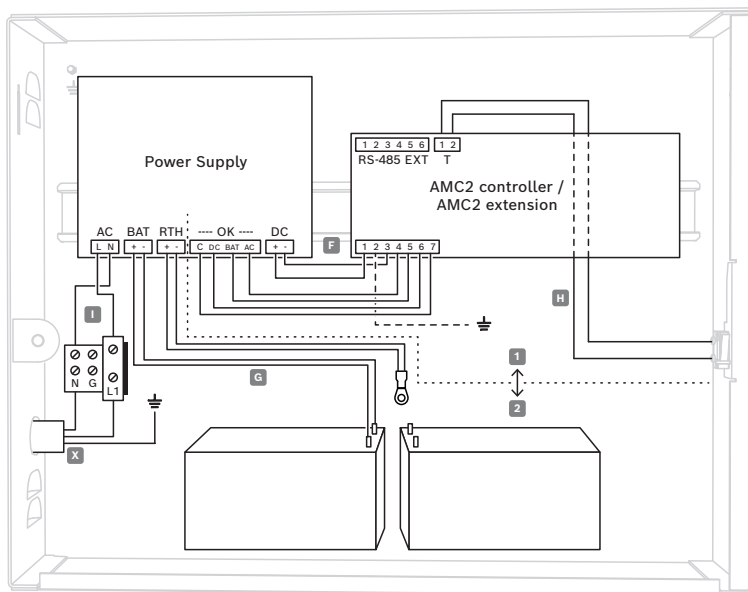 Power Supply
1 2 3 4 5 6 1 2
RS-485 EXT T
AMC2 controller /
AMC2 extension
AC BAT RTH ---- OK ---- DC
L N + - + - C DC BAT AC + -
F
1 2 3 4 5 6 7
H
I
N G
L1
G
1
2
X